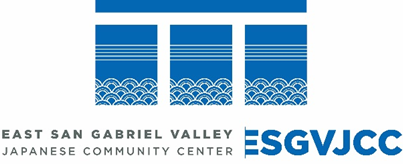 EAST SAN GABRIEL VALLEY
JAPANESE COMMUNITY CENTER
ESGVJCC